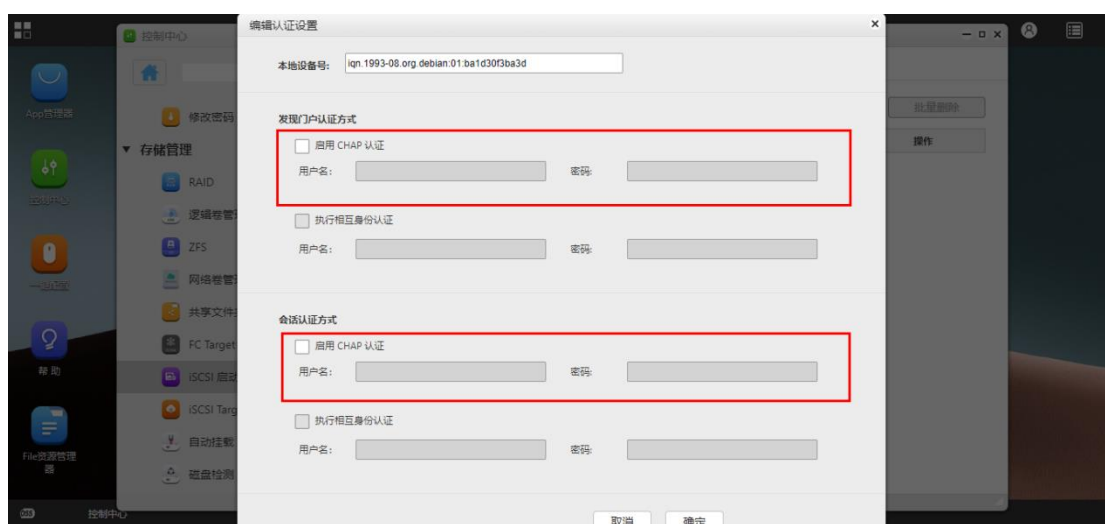 编辑认证设置
×
控制中心
本地设备号: iqn.1993-08.org.debian:01:ba1d30f3ba3d
App管理器
修改密码
发现门户认证方式
批量删除
存储管理
启用 CHAP 认证
操作
用户名: 密码:
RAID
控制中心
逻辑卷管
执行相互身份认证
ZFS
用户名: 密码:
网络卷管
共享文件
会话认证方式
FC Target
启用 CHAP 认证
帮助
iSCSI 启动
用户名: 密码:
iSCSI Targ
执行相互身份认证
自动挂载
用户名: 密码:
File资源管理
器
磁盘检测
控制中心
取消 确定